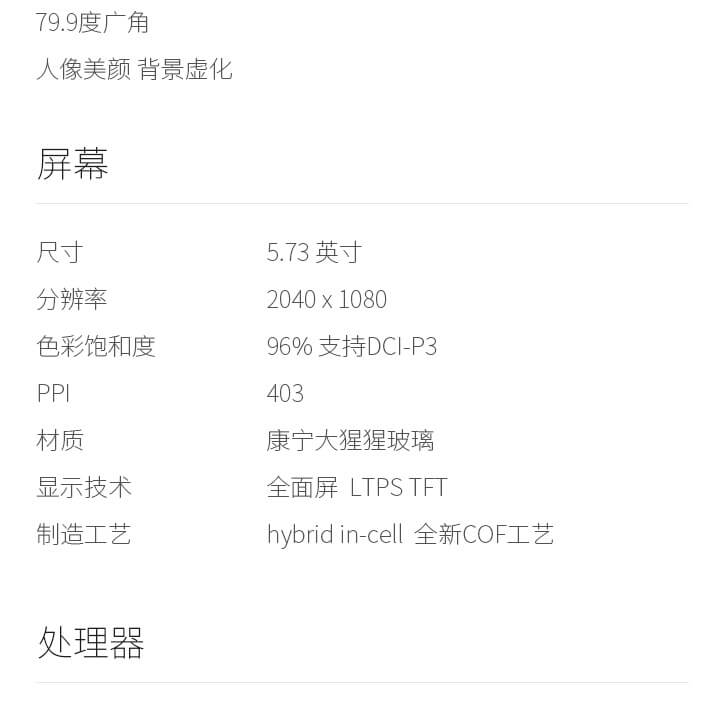 79.9度广角
人像美颜 背景虚化
屏幕
尺寸 5.73 英寸
分辨率 2040 x 1080
色彩饱和度 96% 支持DCI-P3
PPI 403
材质 康宁大猩猩玻璃
显示技术 全面屏 LTPS TFT
制造工艺 hybrid in-cell 全新COF工艺
处理器